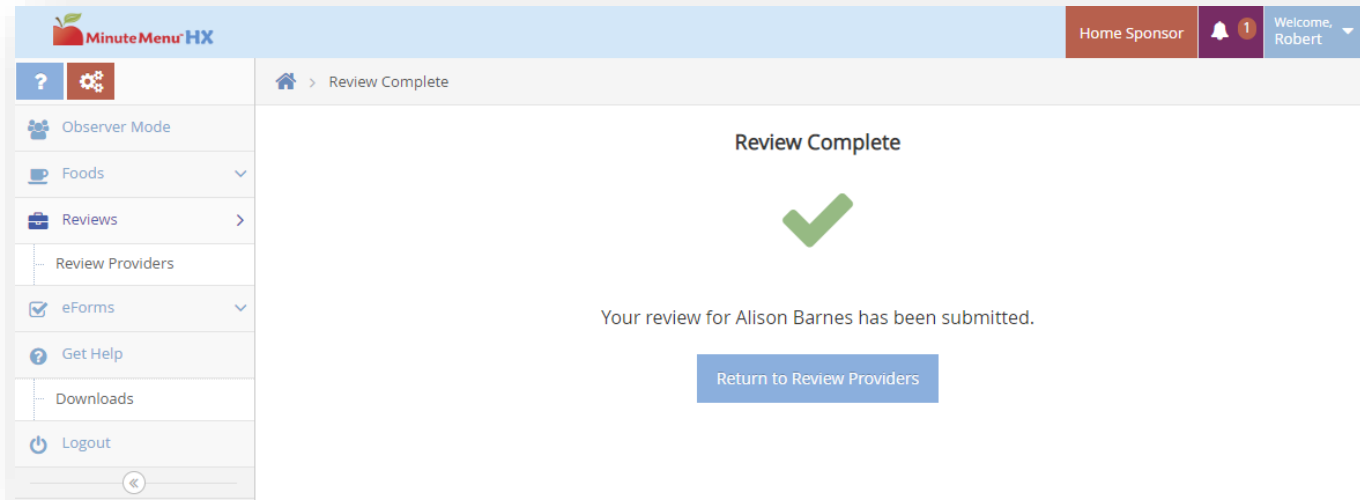 MinuteMenu HX
Home Sponsor
1
Welcome,
Robert
?
> Review Complete
Observer Mode
Foods
Reviews
Review Providers
eForms
Get Help
Downloads
Logout
Review Complete
Your review for Alison Barnes has been submitted.
Return to Review Providers